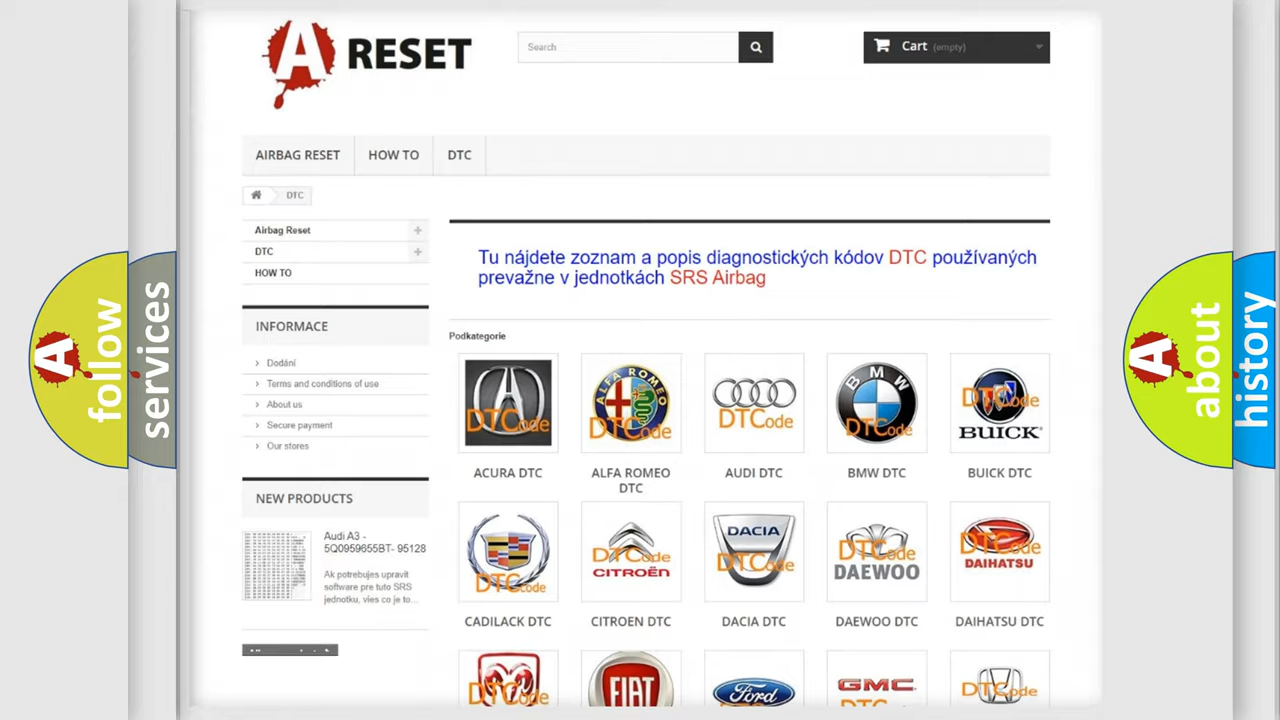 A RESET
Search
Cart (empty)
AIRBAG RESET
HOW TO
DTC
DTC
Airbag Reset
DTC
HOW TO
Tu nájdete zoznam a popis diagnostických kódov DTC používaných
prevažne v jednotkách SRS Airbag
INFORMACE
Dodání
Terms and conditions of use
About us
Secure payment
Our stores
NEW PRODUCTS
Audi A3 -
5Q0959655BT- 95128
Ak potrebujes upravit
software pre tuto SRS
jednotku, vies co je to...
Podkategorie
DTCode
ALFA ROMEO
DTCode
DTCode
BMW
DTCode
DTCode
BUICK
ACURA DTC
ALFA ROMEO
DTC
AUDI DTC
BMW DTC
BUICK DTC
DTCode
DTCode
CITROËN
DACIA
DTCode
DTCode
DAEWOO
DTCode
DAIHATSU
CADILACK DTC
CITROEN DTC
DACIA DTC
DAEWOO DTC
DAIHATSU DTC
DTCode
FIAT
Ford
GMC
DTCode
A follow
services
A about
history